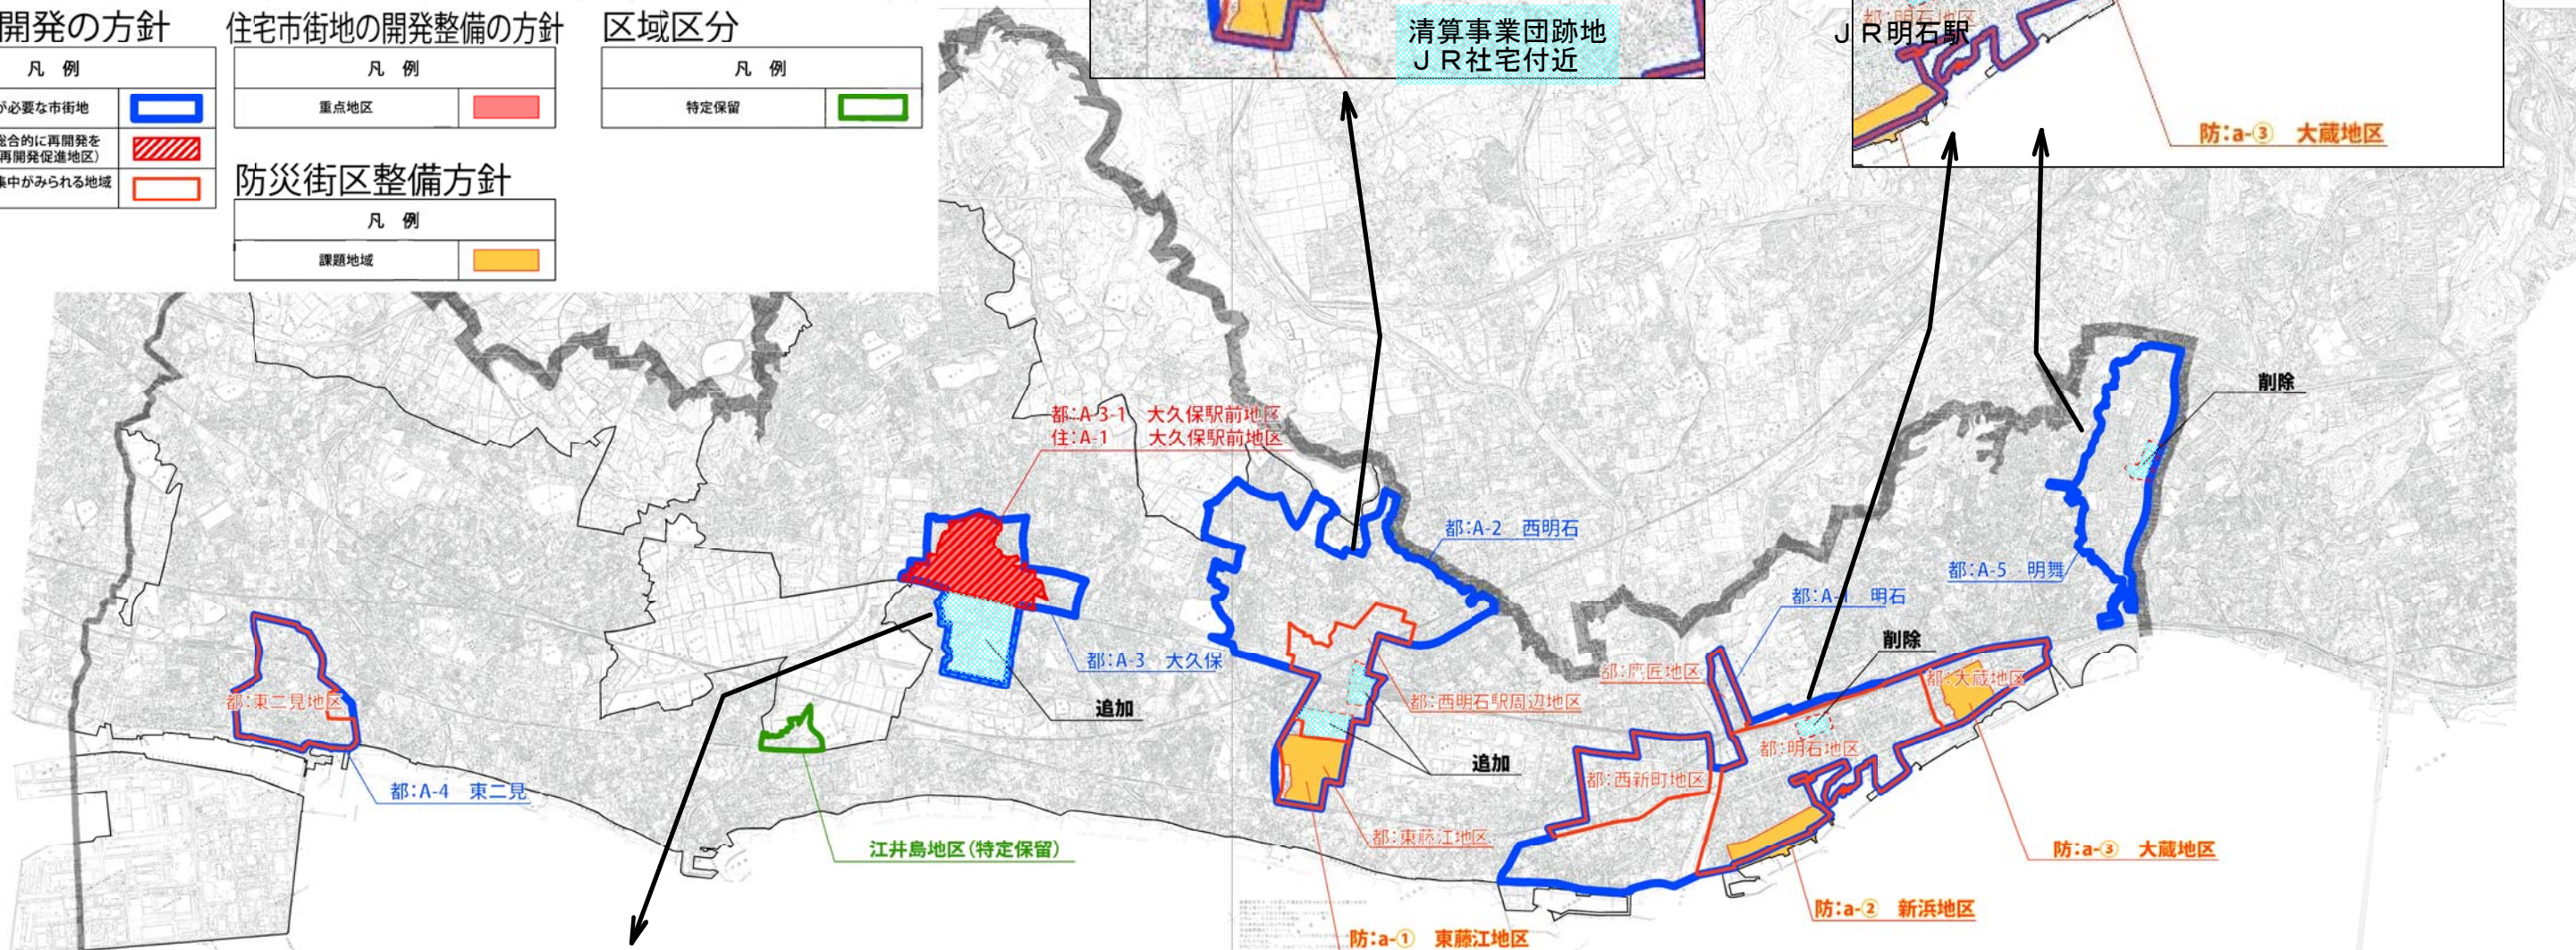 開発の方針
凡 例
が必要な市街地
総合的に再開発を
再開発促進地区)
集中がみられる地域
住宅市街地の開発整備の方針
凡 例
重点地区
防災街区整備方針
凡 例
課題地域
区域区分
凡 例
特定保留
清算事業団跡地
JR社宅付近
都:明石地区
JR明石駅
防:a-③ 大蔵地区
削除
都:A-3-1 大久保駅前地区
住:A-1 大久保駅前地区
都:A-2 西明石
都:A-5 明舞
都:A-1 明石
削除
都:A-3 大久保
都:鷹匠地区
都:大蔵地区
都:東二見地区
都:西明石駅周辺地区
追加
都:明石地区
追加
都:西新町地区
都:A-4 東二見
都:東藤江地区
江井島地区(特定保留)
防:a-③ 大蔵地区
防:a-② 新浜地区
防:a-① 東藤江地区